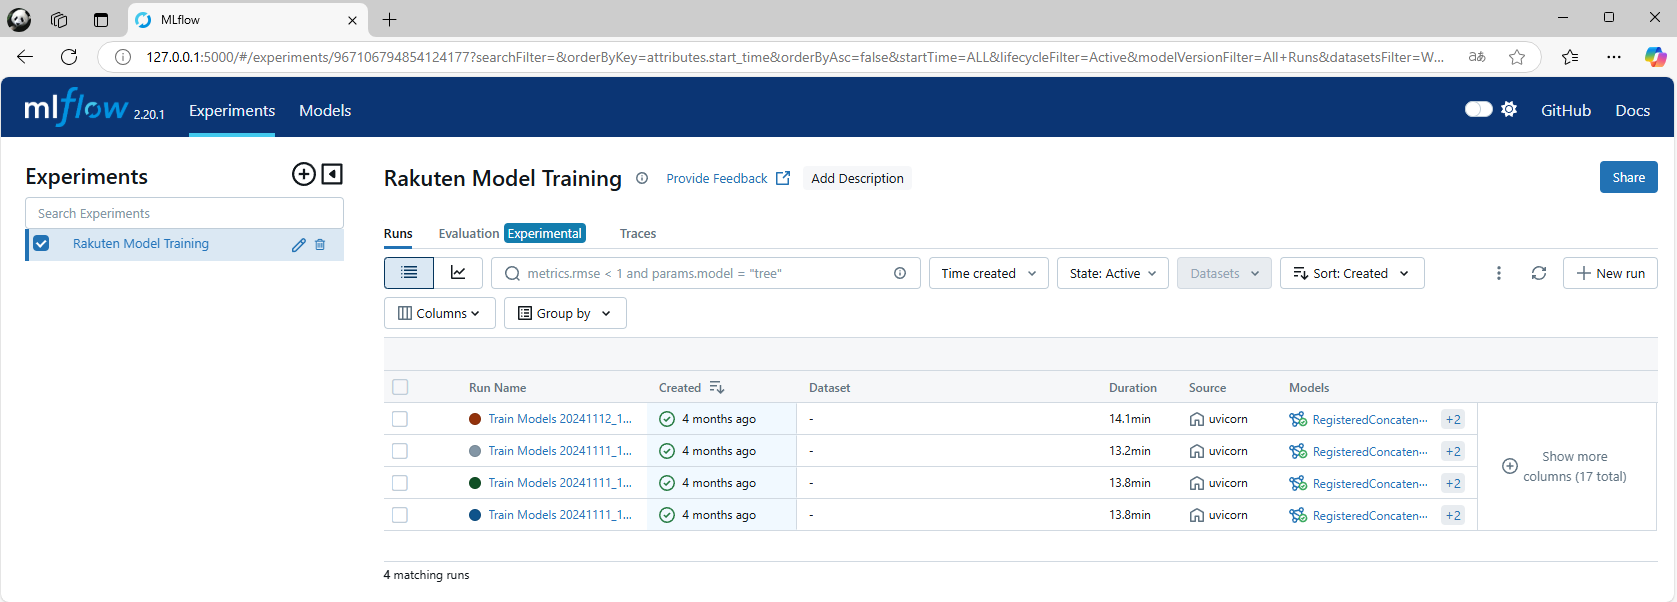 MLflow
127.0.0.1:5000/#/experiments/967106794854124177?searchFilter=&orderByKey=attributes.start_time&orderByAsc=false&startTime=ALL&lifecycleFilter=Active&modelVersionFilter=All+Runs&datasetsFilter=W...
aあ
mlflow 2.20.1 Experiments Models GitHub Docs
Experiments
Search Experiments
Rakuten Model Training
Rakuten Model Training Provide Feedback Add Description Share
Runs Evaluation Experimental Traces
metrics.rmse < 1 and params.model = "tree" Time created State: Active Datasets Sort: Created New run
Columns Group by
Run Name Created Dataset Duration Source Models
Train Models 20241112_1... 4 months ago - 14.1min uvicorn RegisteredConcaten... +2
Train Models 20241111_1... 4 months ago - 13.2min uvicorn RegisteredConcaten... +2
Train Models 20241111_1... 4 months ago - 13.8min uvicorn RegisteredConcaten... +2
Train Models 20241111_1... 4 months ago - 13.8min uvicorn RegisteredConcaten... +2
Show more
columns (17 total)
4 matching runs